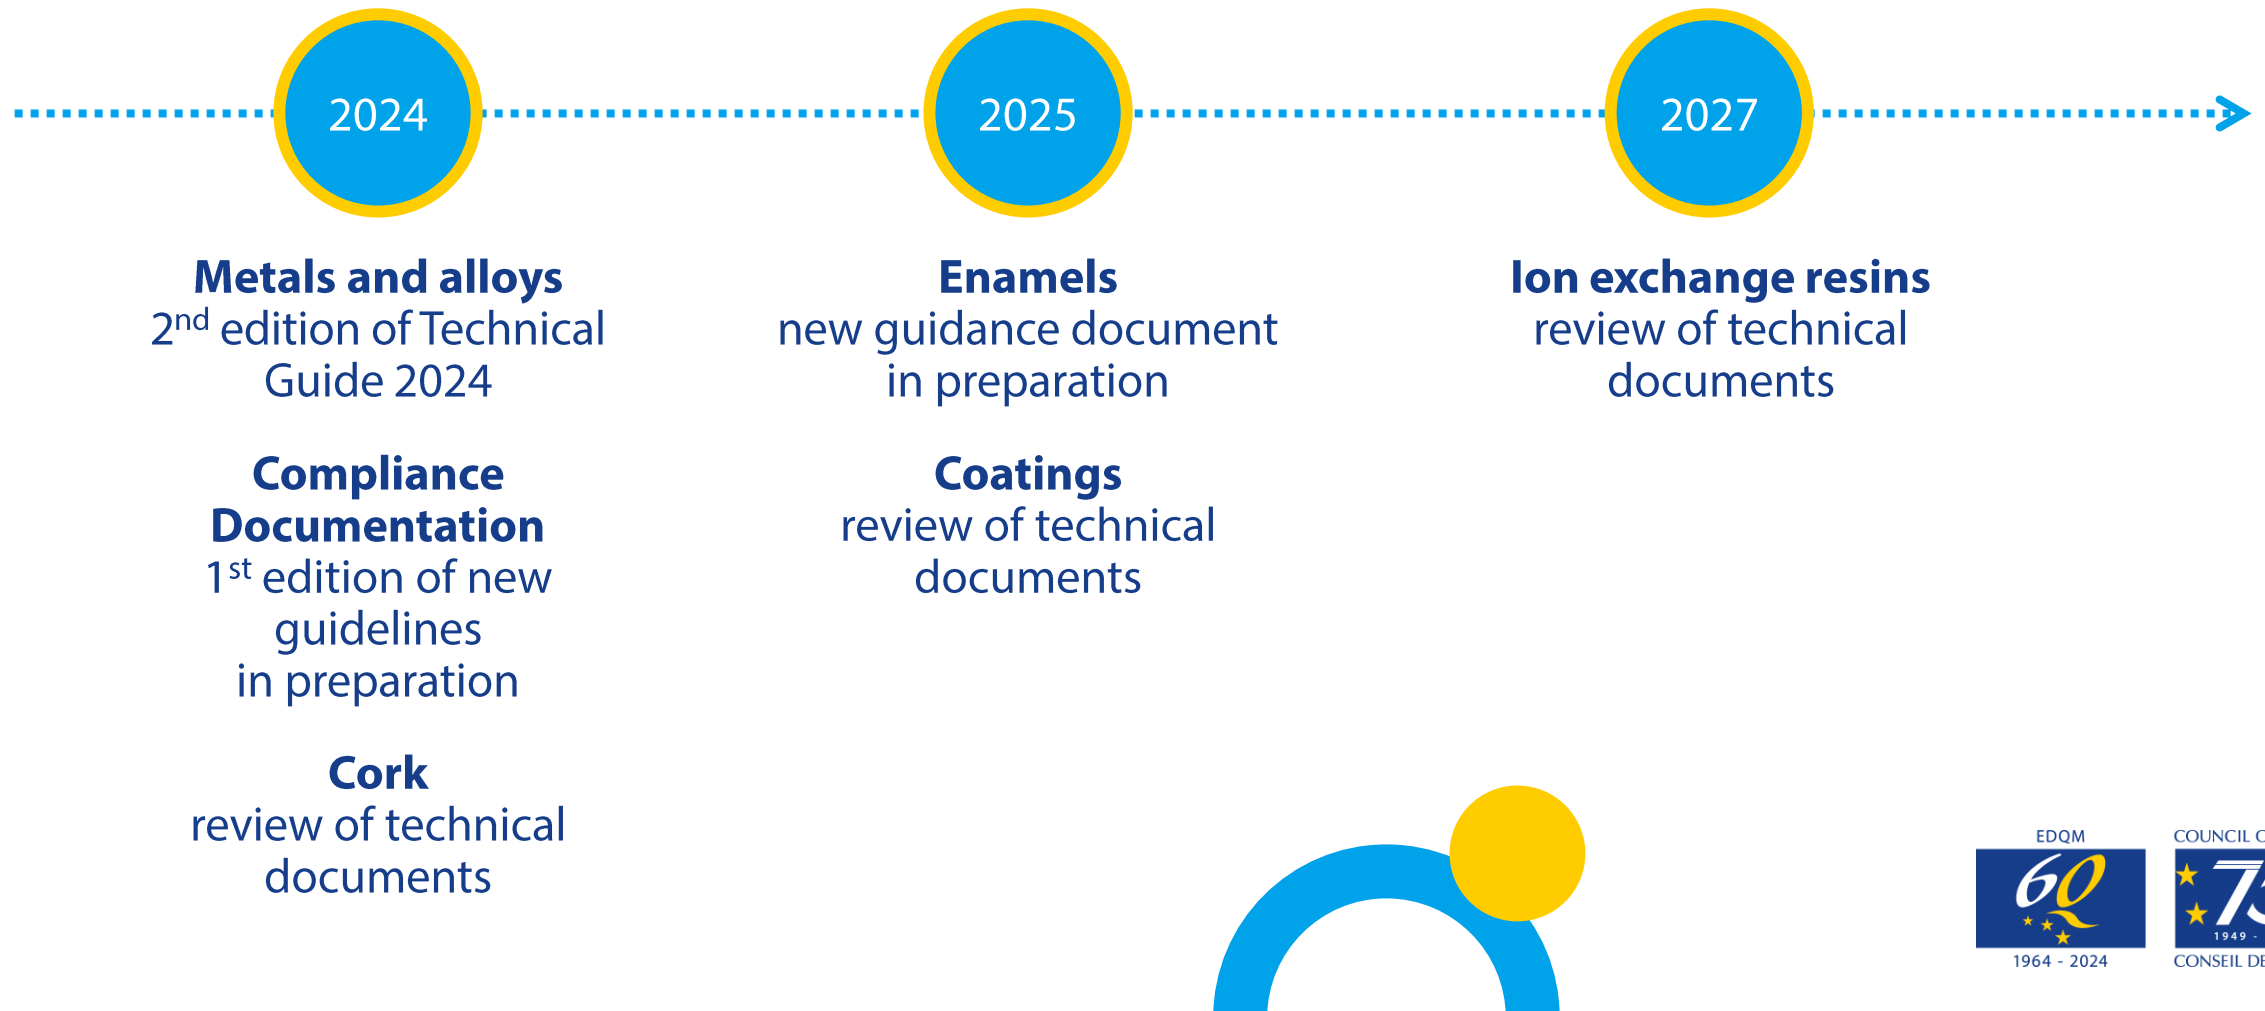 2024
2025
2027
Metals and alloys
2nd edition of Technical
Guide 2024
Compliance
Documentation
1st edition of new
guidelines
in preparation
Cork
review of technical
documents
Enamels
new guidance document
in preparation
Coatings
review of technical
documents
Ion exchange resins
review of technical
documents
EDQM
60
1964 - 2024
COUNCIL
1949 -
CONSEIL